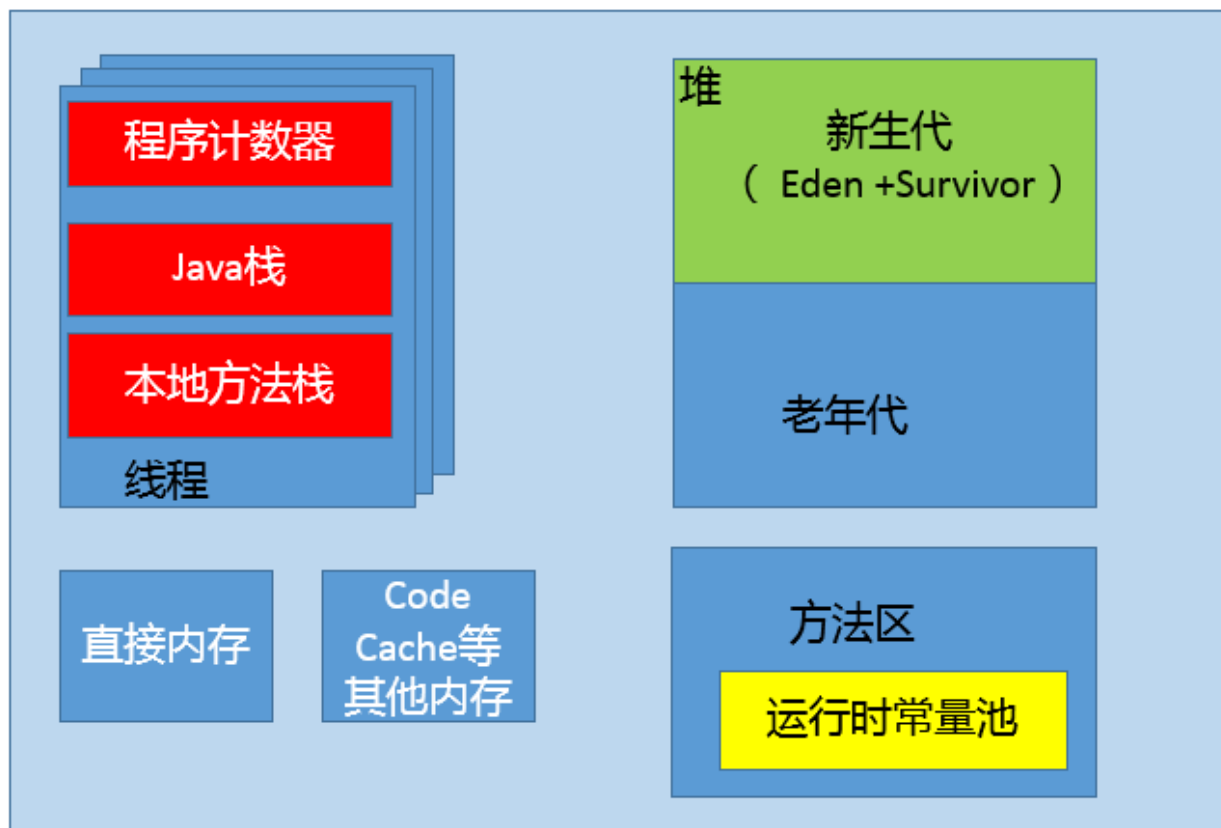 程序计数器
Java栈
本地方法栈
线程
堆
新生代
（ Eden +Survivor ）
老年代
直接内存
Code
Cache等
其他内存
方法区
运行时常量池